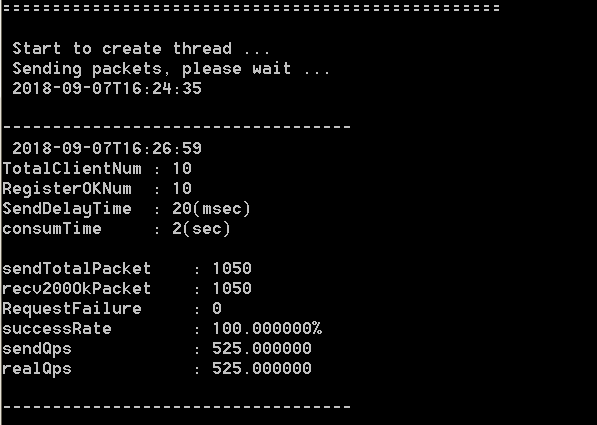 --------------------------------------------------
Start to create thread ...
Sending packets, please wait ...
2018-09-07T16:24:35
-----------------------------------
2018-09-07T16:26:59
TotalClientNum : 10
RegisterOKNum  : 10
SendDelayTime  : 20(msec)
consumTime     : 2(sec)
sendTotalPacket    : 1050
recv200OkPacket    : 1050
RequestFailure     : 0
successRate        : 100.000000%
sendQps            : 525.000000
realQps            : 525.000000
-----------------------------------